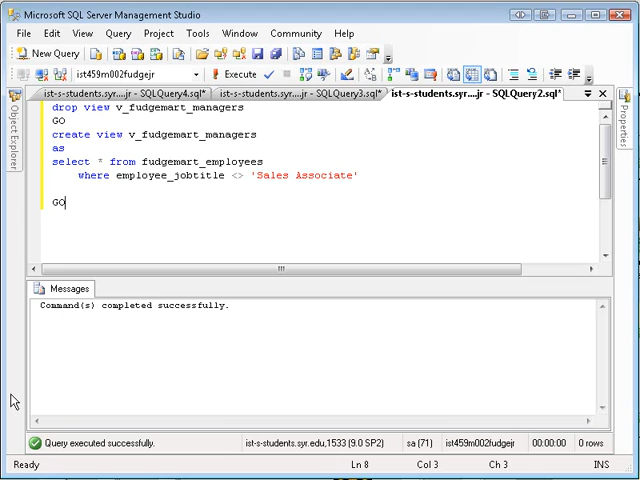 Microsoft SQL Server Management Studio
File Edit View Query Project Tools Window Community Help
New Query
ist459m002fudgejr Execute
ist-s-students.syr....jr - SQLQuery4.sql* ist-s-students.syr....jr - SQLQuery3.sql* ist-s-students.syr....jr - SQLQuery2.sql*
Object Explorer
Properties
drop view v_fudgemart_managers
GO
create view v_fudgemart_managers
as
select * from fudgemart_employees
where employee_jobtitle <> 'Sales Associate'
GO
Messages
Command(s) completed successfully.
Query executed successfully. ist-s-students.syr.edu,1533 (9.0 SP2) sa (71) ist459m002fudgejr 00:00:00 0 rows
Ready Ln 8 Col 3 Ch 3 INS